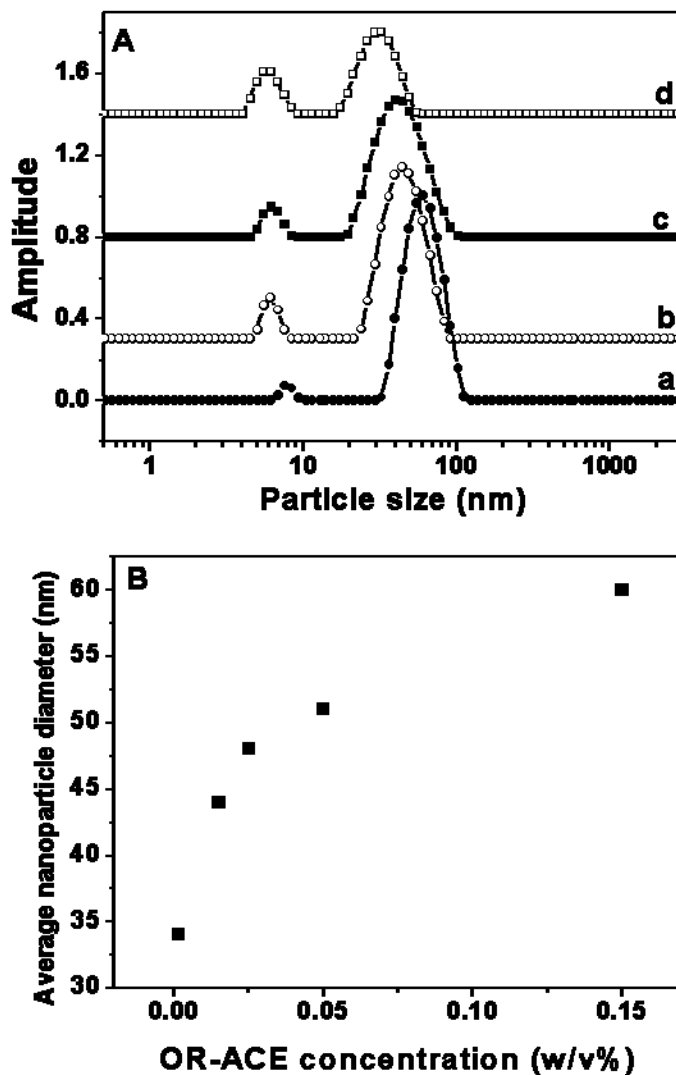 A
1.6
d
1.2
c
0.8
b
0.4
a
0.0
Amplitude
1 10 100 1000
Particle size (nm)
B
60
55
50
45
40
35
30
Average nanoparticle diameter (nm)
0.00 0.05 0.10 0.15
OR-ACE concentration (w/v%)